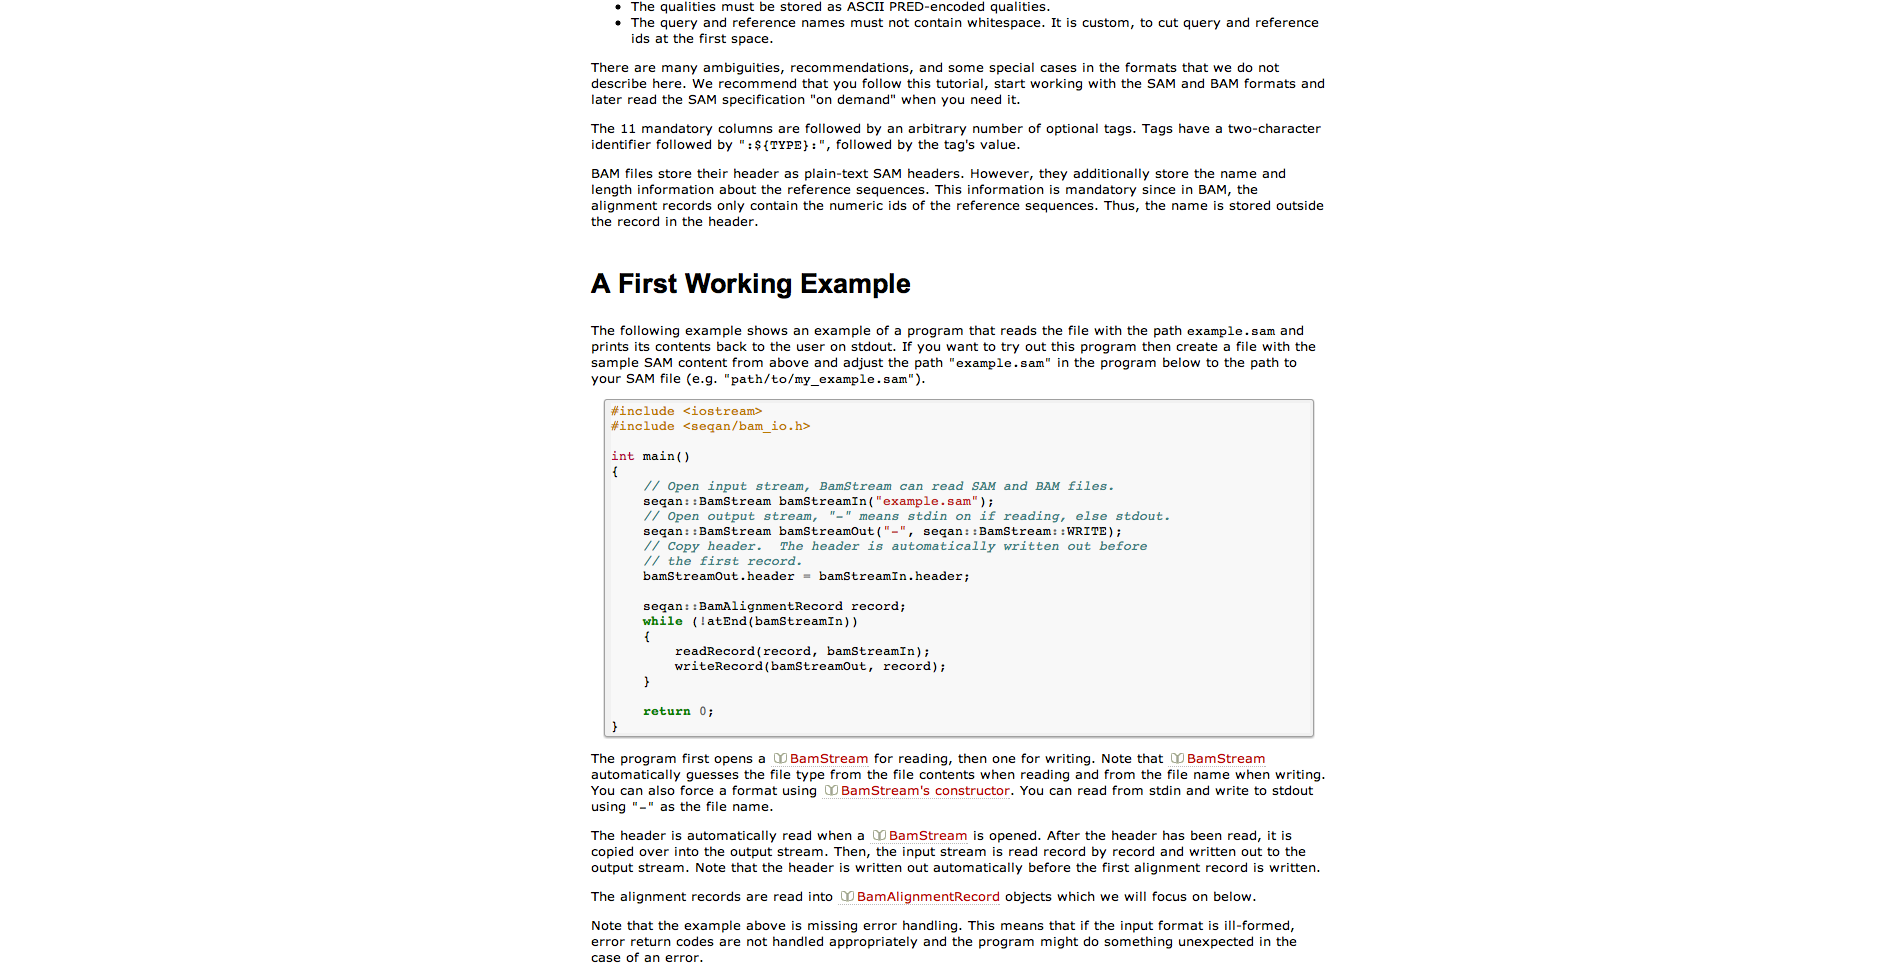 The qualities must be stored as ASCII PRED-encoded qualities.
The query and reference names must not contain whitespace. It is custom, to cut query and reference
ids at the first space.
There are many ambiguities, recommendations, and some special cases in the formats that we do not
describe here. We recommend that you follow this tutorial, start working with the SAM and BAM formats and
later read the SAM specification "on demand" when you need it.
The 11 mandatory columns are followed by an arbitrary number of optional tags. Tags have a two-character
identifier followed by ":${TYPE}:", followed by the tag's value.
BAM files store their header as plain-text SAM headers. However, they additionally store the name and
length information about the reference sequences. This information is mandatory since in BAM, the
alignment records only contain the numeric ids of the reference sequences. Thus, the name is stored outside
the record in the header.
A First Working Example
The following example shows an example of a program that reads the file with the path example.sam and
prints its contents back to the user on stdout. If you want to try out this program then create a file with the
sample SAM content from above and adjust the path "example.sam" in the program below to the path to
your SAM file (e.g. "path/to/my_example.sam").
#include <iostream>
#include <seqan/bam_io.h>
int main()
{
// Open input stream, BamStream can read SAM and BAM files.
seqan::BamStream bamStreamIn("example.sam");
// Open output stream, "-" means stdin on if reading, else stdout.
seqan::BamStream bamStreamOut("-", seqan::BamStream::WRITE);
// Copy header.  The header is automatically written out before
// the first record.
bamStreamOut.header = bamStreamIn.header;
seqan::BamAlignmentRecord record;
while (!atEnd(bamStreamIn))
{
readRecord(record, bamStreamIn);
writeRecord(bamStreamOut, record);
}
return 0;
}
The program first opens a BamStream for reading, then one for writing. Note that BamStream
automatically guesses the file type from the file contents when reading and from the file name when writing.
You can also force a format using BamStream's constructor. You can read from stdin and write to stdout
using "-" as the file name.
The header is automatically read when a BamStream is opened. After the header has been read, it is
copied over into the output stream. Then, the input stream is read record by record and written out to the
output stream. Note that the header is written out automatically before the first alignment record is written.
The alignment records are read into BamAlignmentRecord objects which we will focus on below.
Note that the example above is missing error handling. This means that if the input format is ill-formed,
error return codes are not handled appropriately and the program might do something unexpected in the
case of an error.